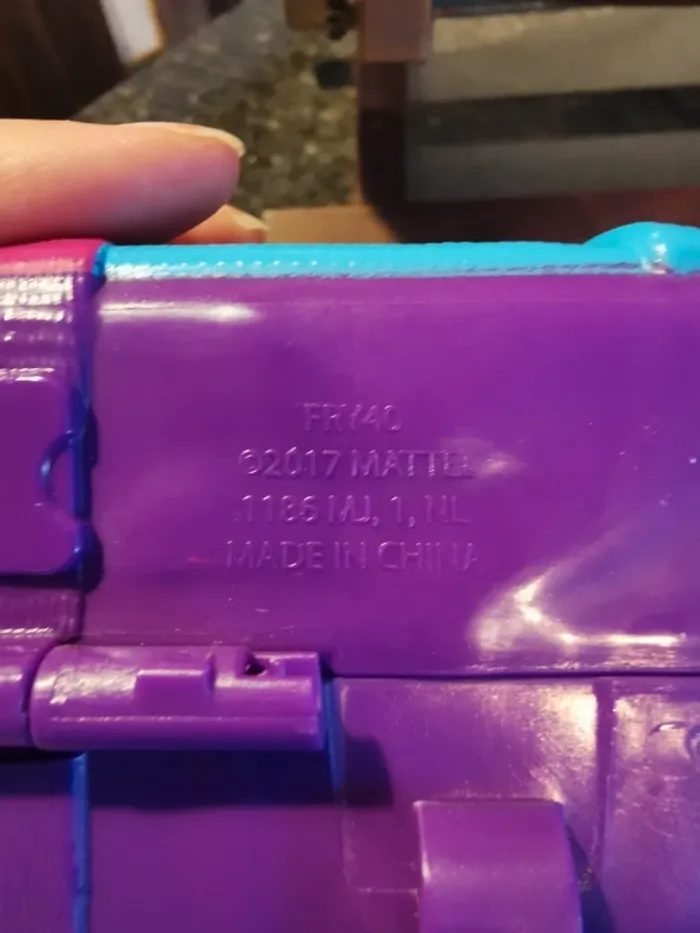 FRY40
©2017 MATTEL
1186 MJ, 1, NL
MADE IN CHINA